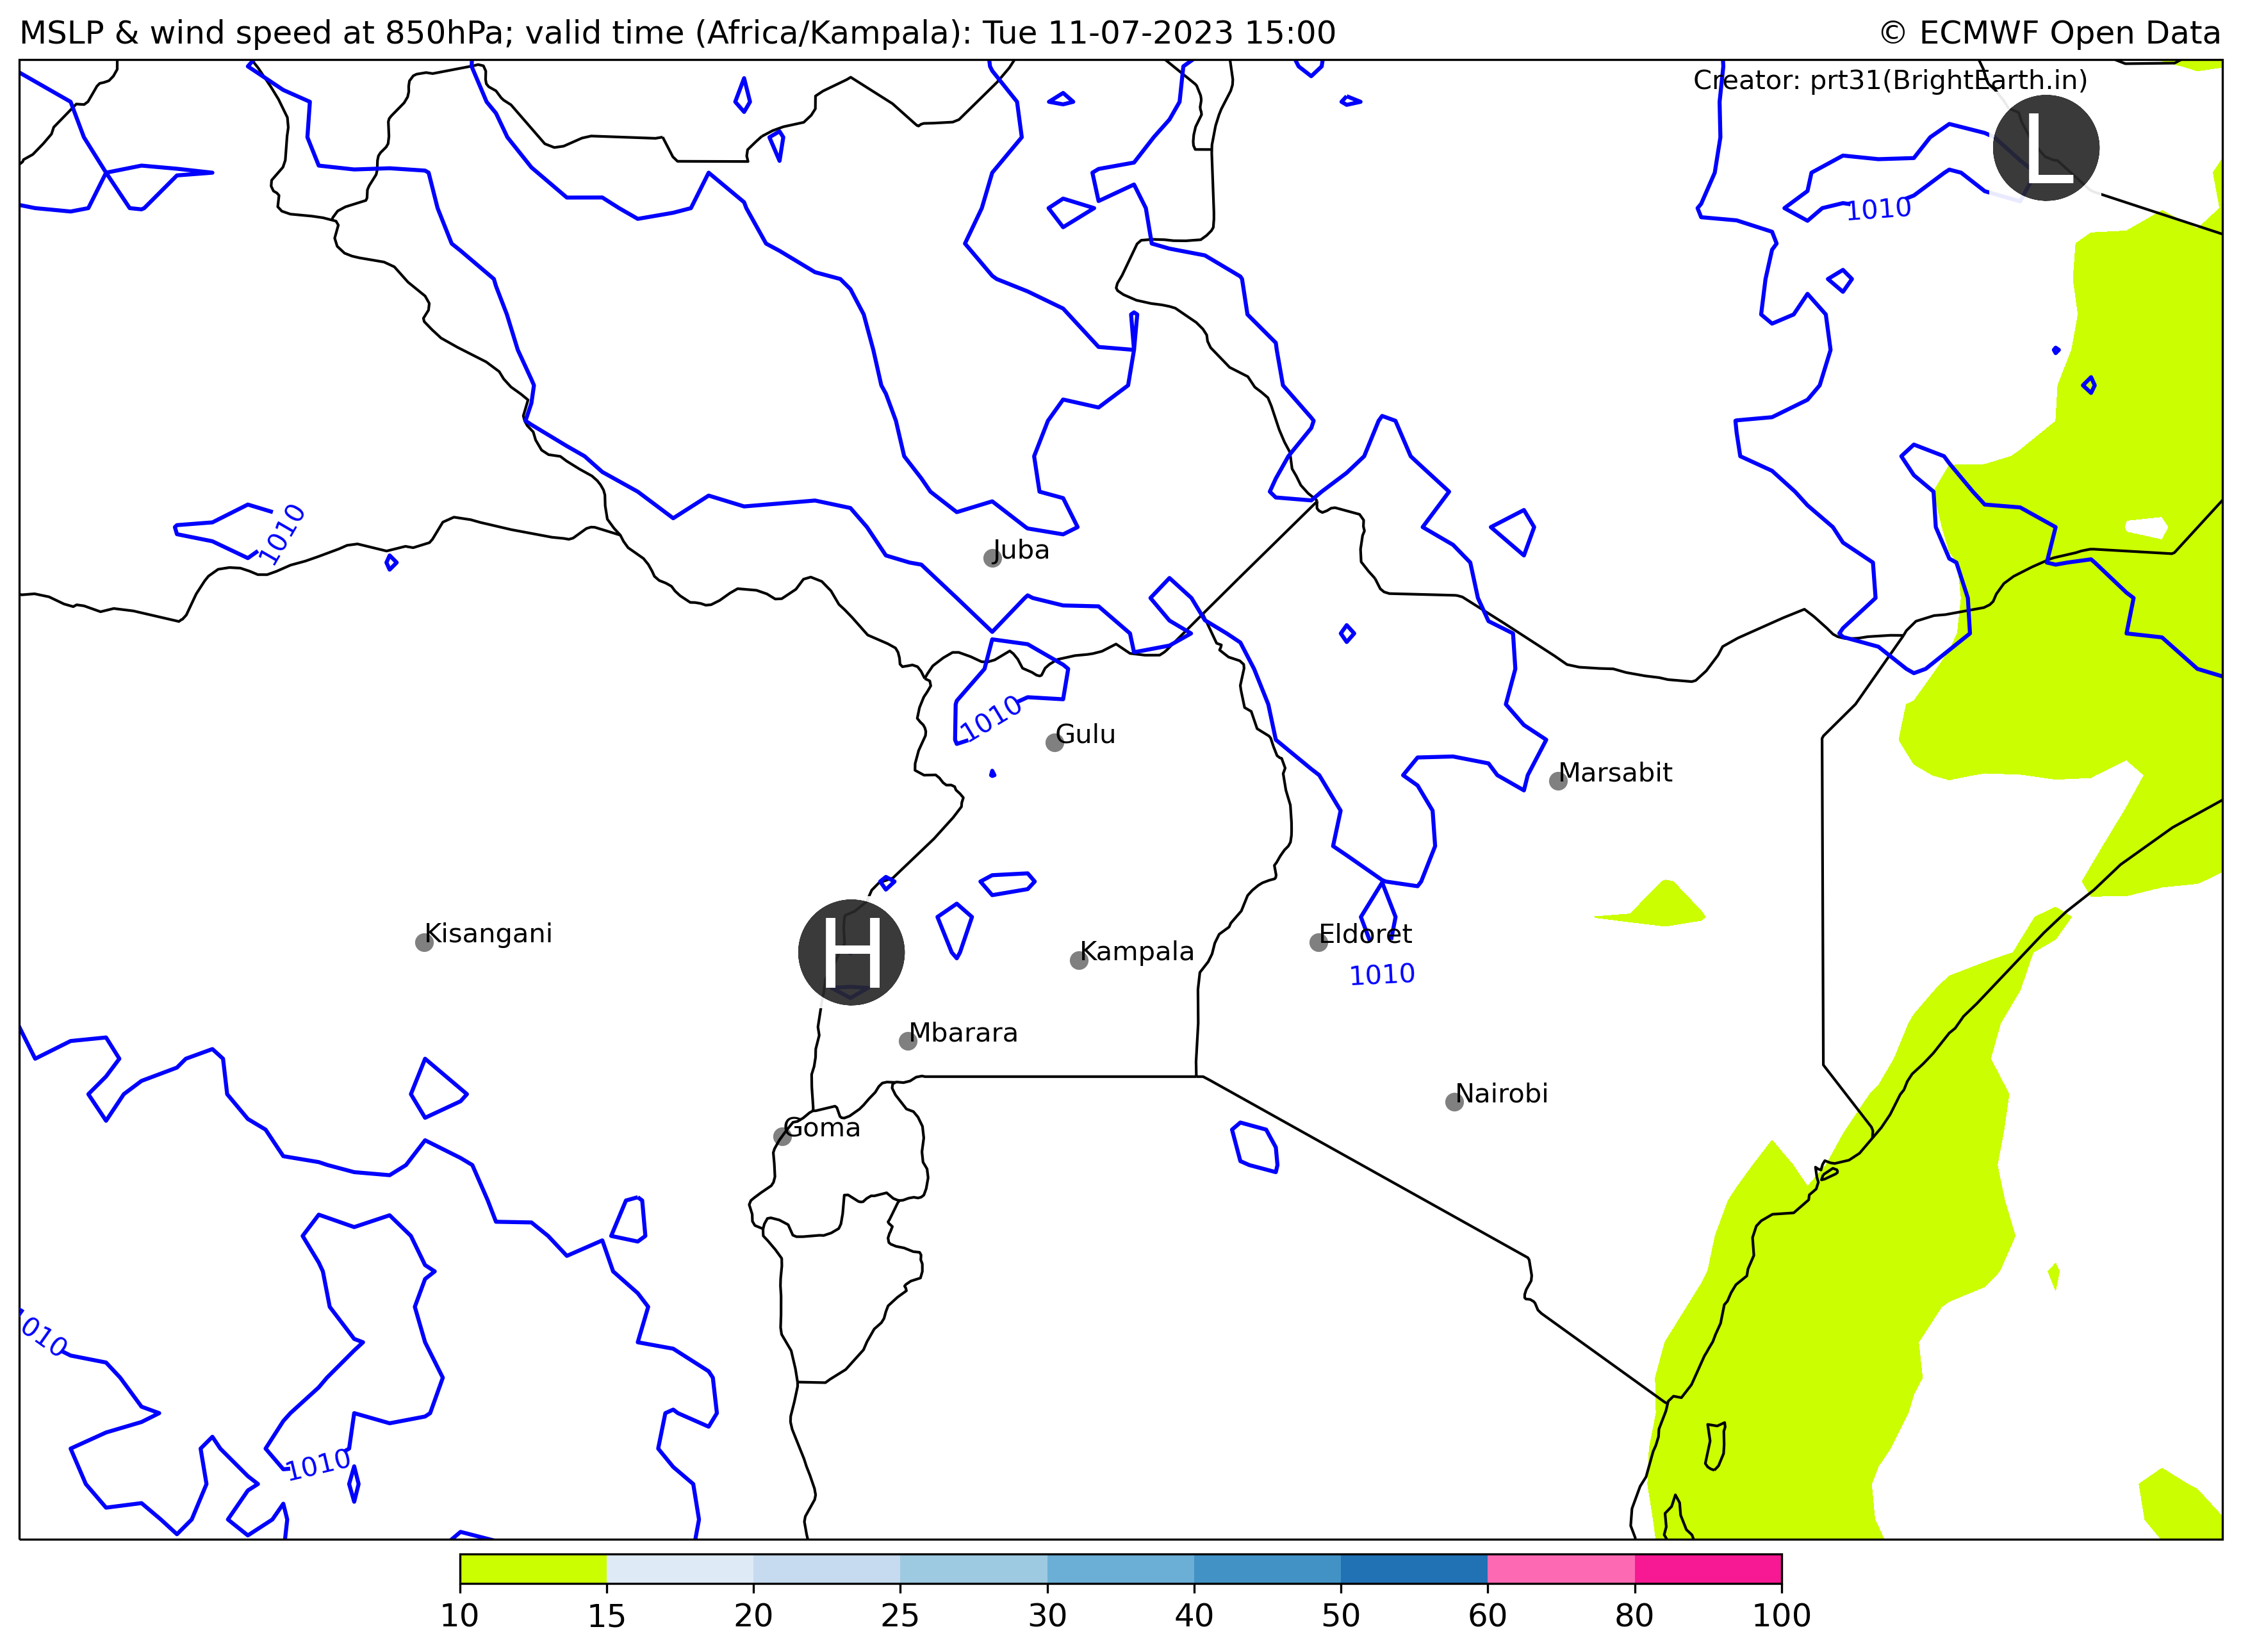 MSLP & wind speed at 850hPa; valid time (Africa/Kampala): Tue 11-07-2023 15:00
© ECMWF Open Data
Creator: prt31(BrightEarth.in)
L
1010
1010
Juba
1010
Gulu
Marsabit
Kisangani
H
Kampala
Eldoret
1010
Mbarara
Nairobi
Goma
010
1010
10 15 20 25 30 40 50 60 80 100